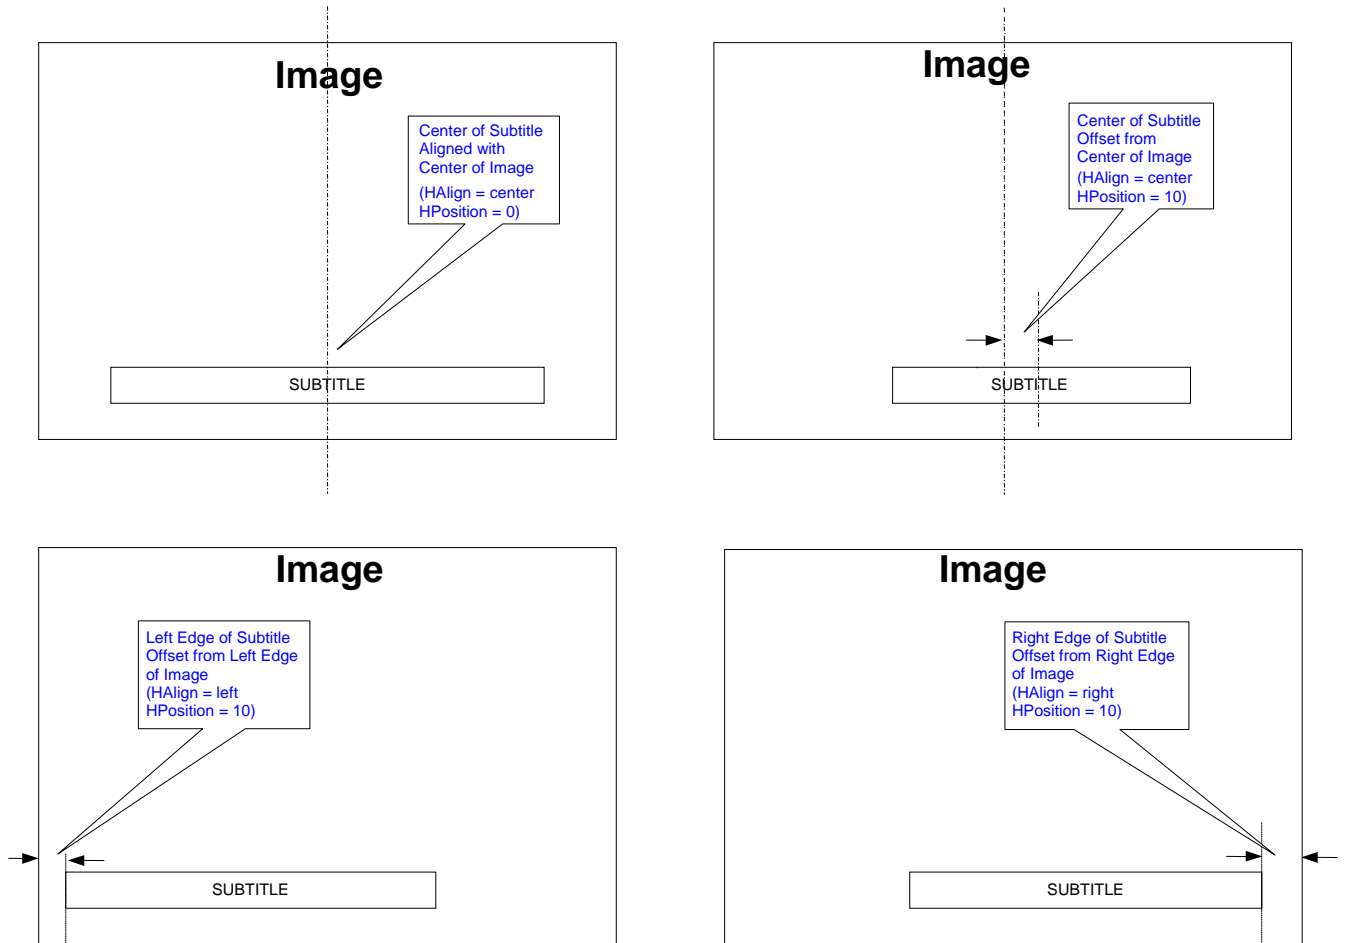 Image
Center of Subtitle
Aligned with
Center of Image
(HAlign = center
HPosition = 0)
SUBTITLE
Image
Center of Subtitle
Offset from
Center of Image
(HAlign = center
HPosition = 10)
SUBTITLE
Image
Left Edge of Subtitle
Offset from Left Edge
of Image
(HAlign = left
HPosition = 10)
SUBTITLE
Image
Right Edge of Subtitle
Offset from Right Edge
of Image
(HAlign = right
HPosition = 10)
SUBTITLE